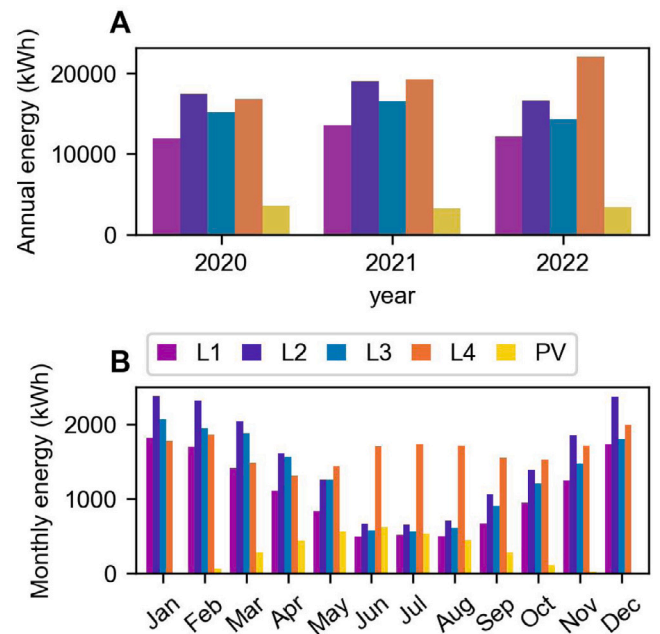 A
Annual energy (kWh)
20000
10000
0
2020 2021 2022
year
L1 L2 L3 L4 PV
B
Monthly energy (kWh)
2000
1000
0
Jan Feb Mar Apr May Jun Jul Aug Sep Oct Nov Dec